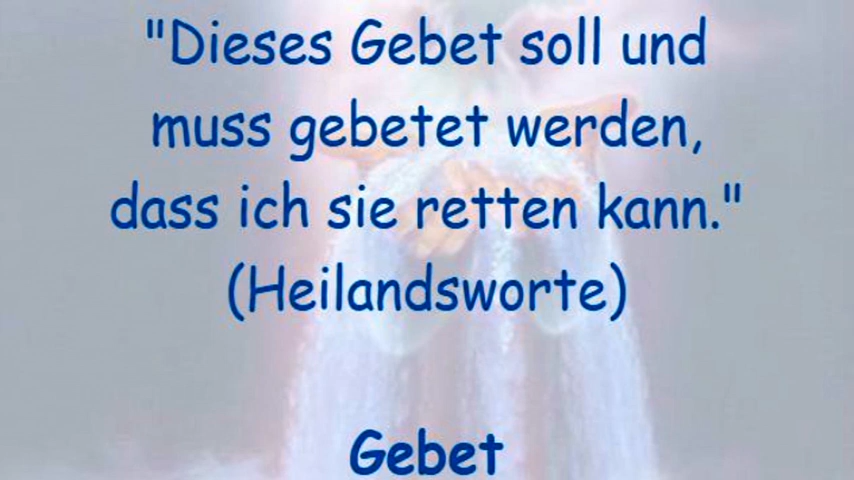 "Dieses Gebet soll und
muss gebetet werden,
dass ich sie retten kann."
(Heilandsworte)
Gebet